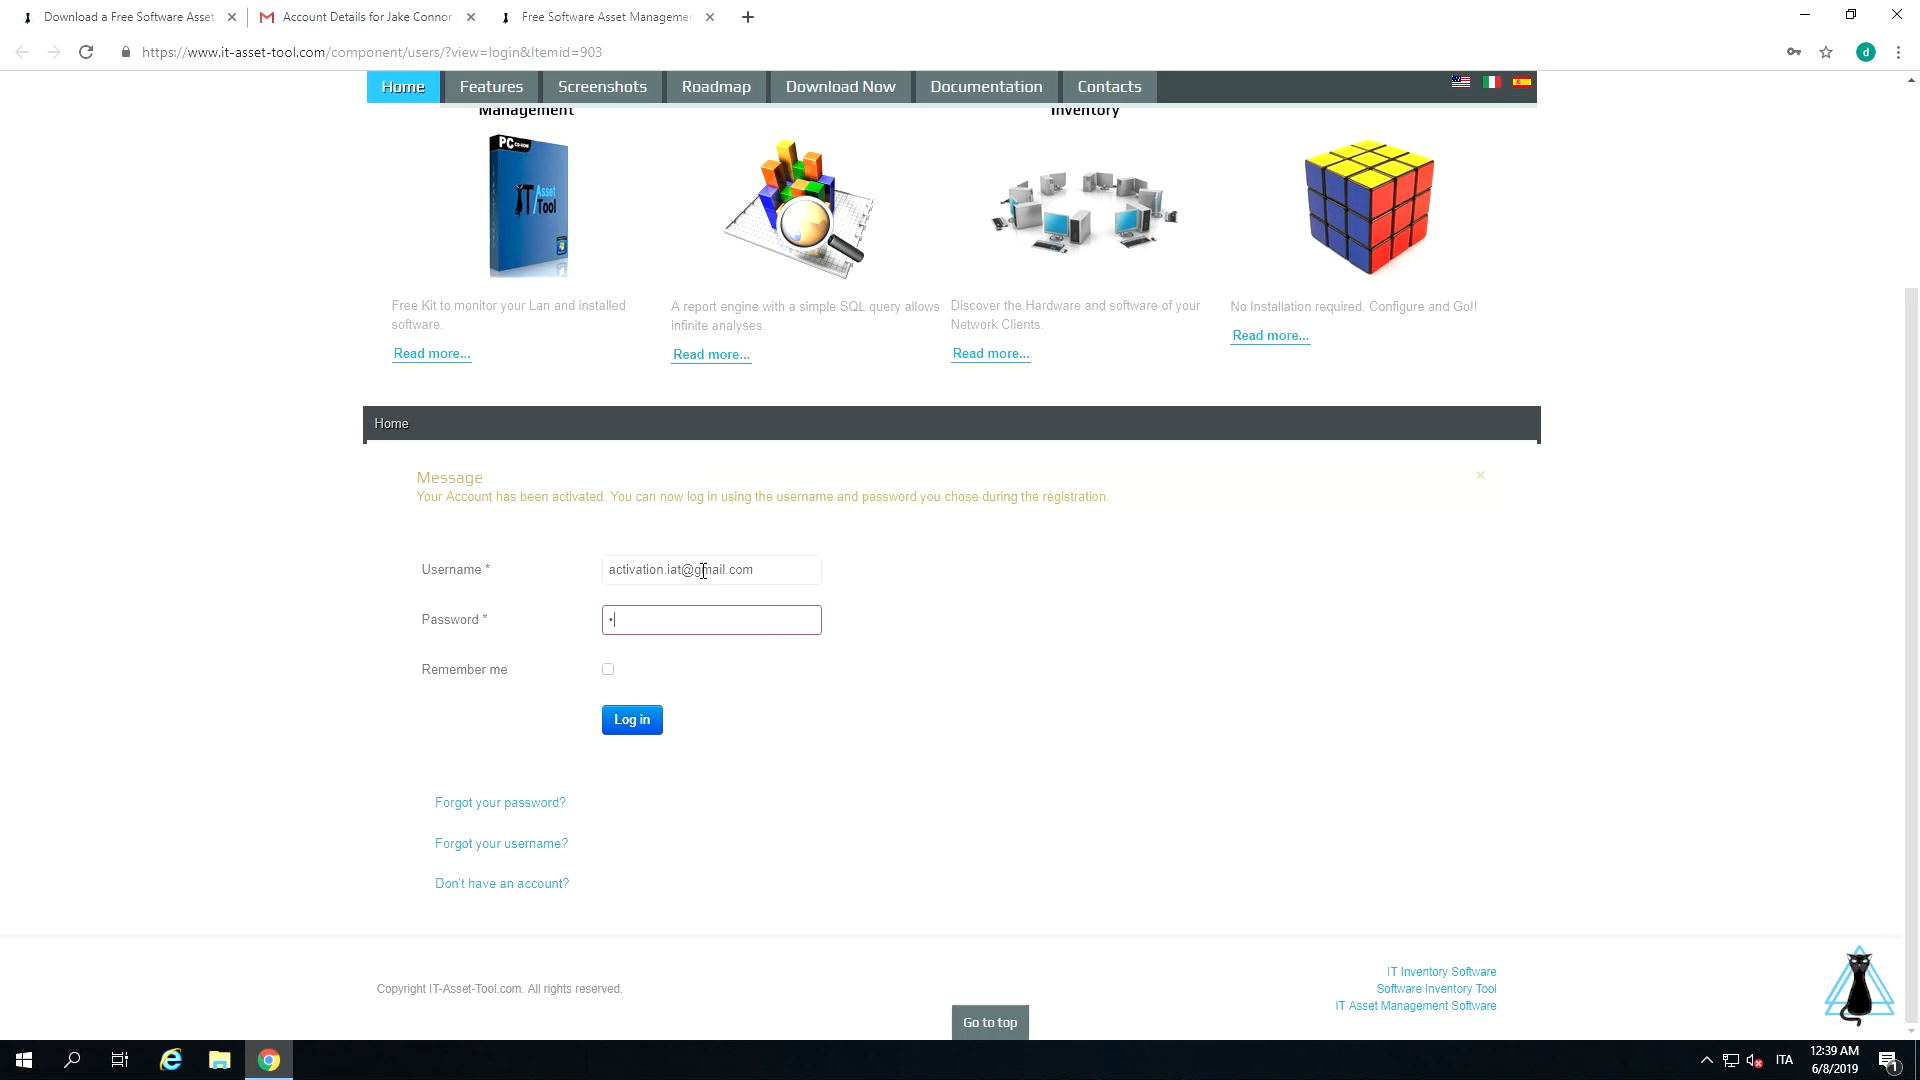 Download a Free Software Asset
Account Details for Jake Connor
Free Software Asset Managemen
https://www.it-asset-tool.com/component/users/?view=login&Itemid=903
d
Home
Features
Screenshots
Roadmap
Download Now
Documentation
Contacts
Management
Inventory
PC CD-ROM
IT Asset Tool
Free Kit to monitor your Lan and installed
software.
Read more...
A report engine with a simple SQL query allows
infinite analyses.
Read more...
Discover the Hardware and software of your
Network Clients.
Read more...
No Installation required. Configure and Go!!
Read more...
Home
Message
Your Account has been activated. You can now log in using the username and password you chose during the registration.
Username *
activation.iat@gmail.com
Password *
Remember me
Log in
Forgot your password?
Forgot your username?
Don't have an account?
Copyright IT-Asset-Tool.com. All rights reserved.
IT Inventory Software
Software Inventory Tool
IT Asset Management Software
Go to top
ITA
12:39 AM
6/8/2019
1